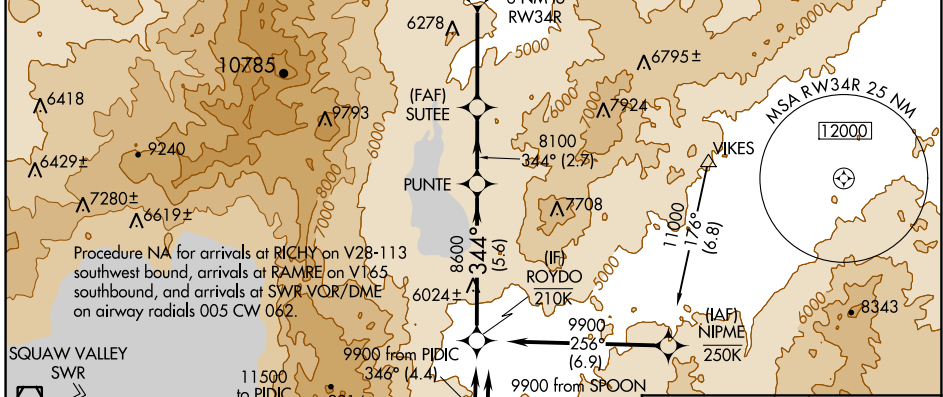 RW34R
6278
5000
6000
6795±
10785
MSA RW34R 25 NM
(FAF)
SUTEE
6418
9793
6000
7924
12000
8100
344° (2.7)
VIKES
9240
6429±
6000
8000
7000
PUNTE
7280±
6619±
7708
11000
176°
(6.8)
Procedure NA for arrivals at RICHY on V28-113
southwest bound, arrivals at RAMRE on V165
southbound, and arrivals at SWR VOR/DME
on airway radials 005 CW 062.
8600
344°
(5.6)
(IF)
ROYDO
210K
5000
6024±
6000
8343
(IAF)
NIPME
250K
9900
256°
(6.9)
SQUAW VALLEY
SWR
9900 from PIDIC
346° (4.4)
11500
to PIDIC
9900 from SPOON